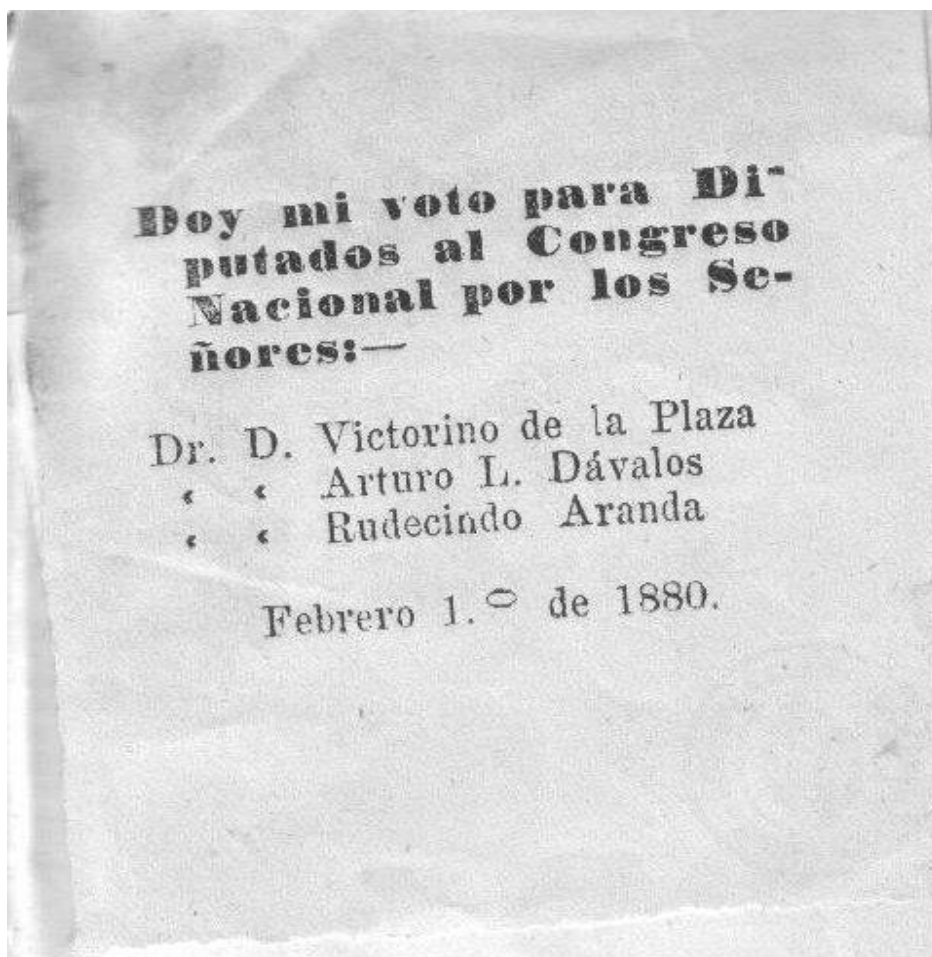 Doy mi voto para Di-
putados al Congreso
Nacional por los Se-
ñores:—
Dr. D. Victorino de la Plaza
‹ ‹ Arturo L. Dávalos
‹ ‹ Rudecindo Aranda
Febrero 1.º de 1880.